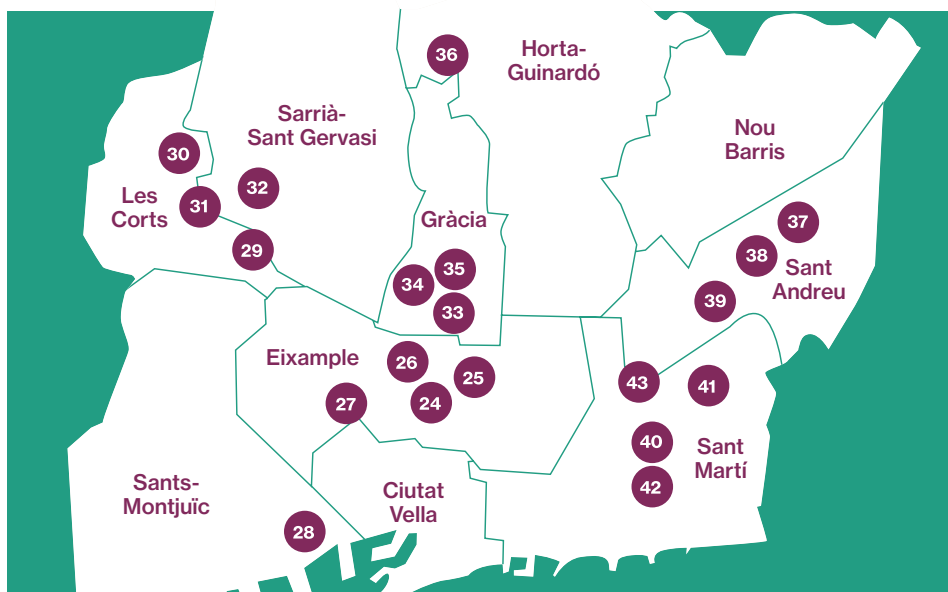 36
Horta-
Guinardó
Sarrià-
Sant Gervasi
Nou
Barris
30
32
Les
Corts
31
Gràcia
37
29
38
35
34
Sant
Andreu
39
33
Eixample
26
25
43
41
27
24
40
Sant
Martí
Sants-
Montjuïc
42
Ciutat
Vella
28